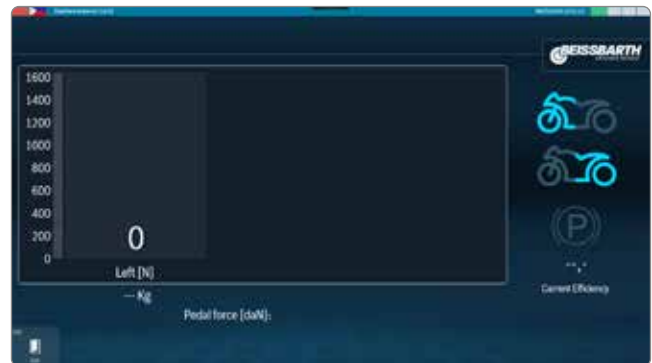 BEISSBARTH
1600
1400
1200
1000
800
600
400
200
0
0
Left [N]
--- Kg
Pedal force [daN]:
P
--,-
Current Efficiency